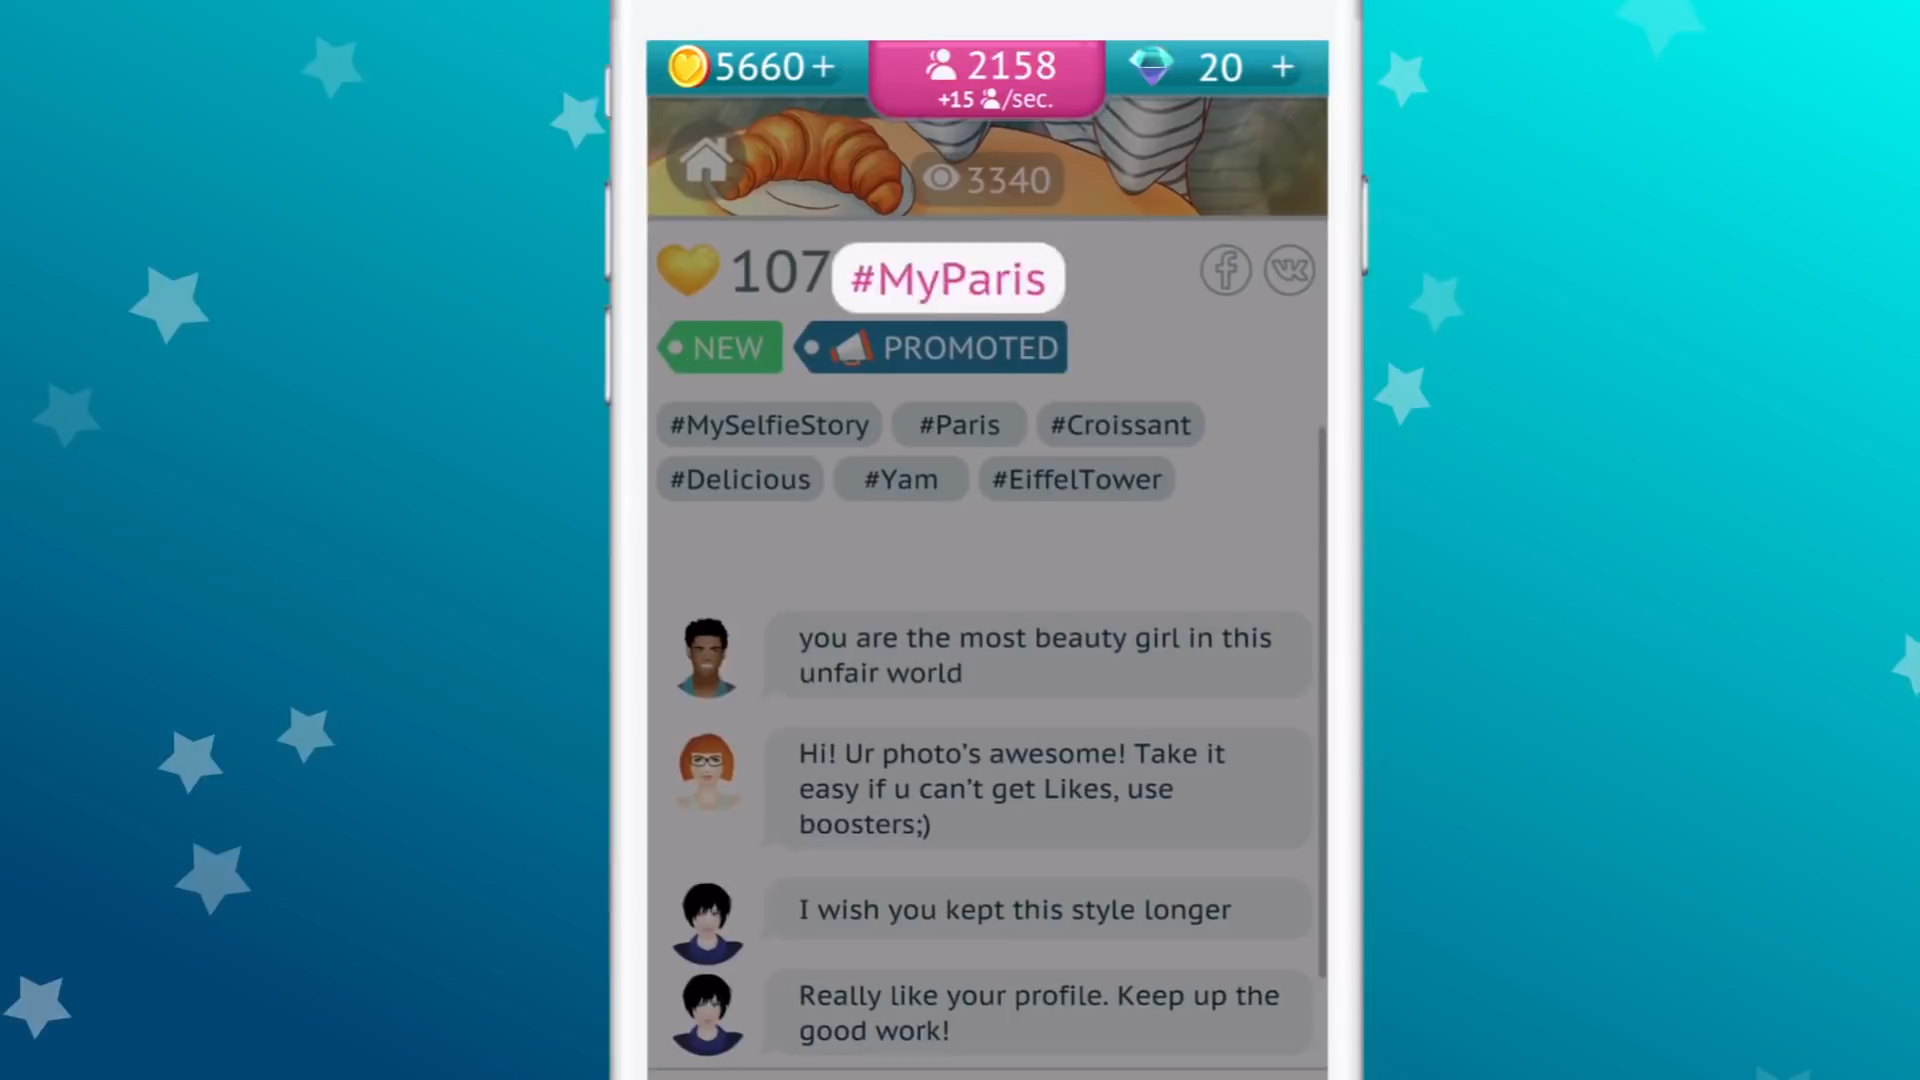 5660 +
2158
+15 /sec.
20 +
3340
107
#MyParis
NEW
PROMOTED
#MySelfieStory #Paris #Croissant
#Delicious #Yam #EiffelTower
you are the most beauty girl in this
unfair world
Hi! Ur photo's awesome! Take it
easy if u can't get Likes, use
boosters;)
I wish you kept this style longer
Really like your profile. Keep up the
good work!